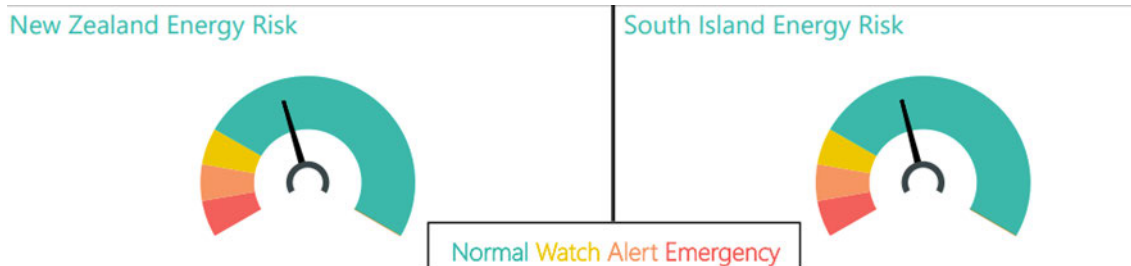 New Zealand Energy Risk
South Island Energy Risk
Normal Watch Alert Emergency